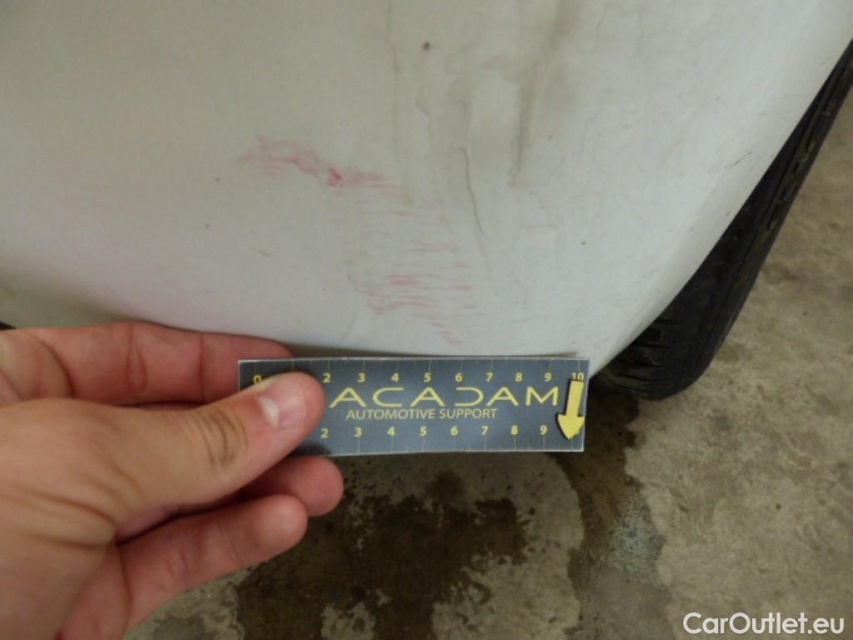 0 2 3 4 5 6 7 8 9 10
ACADAM
AUTOMOTIVE SUPPORT
2 3 4 5 6 7 8 9
CarOutlet.eu